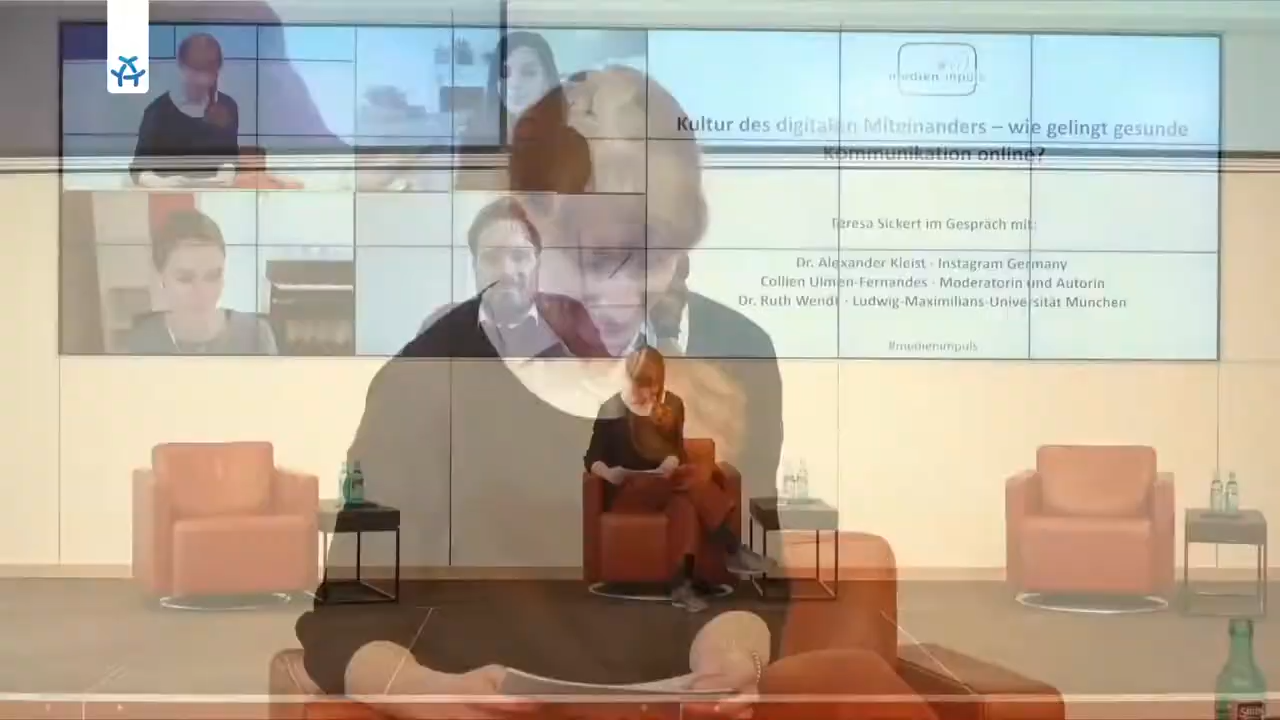 medien impuls
Kultur des digitalen Miteinanders – wie gelingt gesunde
Kommunikation online?
Teresa Sickert im Gespräch mit:
Dr. Alexander Kleist · Instagram Germany
Collien Ulmen-Fernandes · Moderatorin und Autorin
Dr. Ruth Wendt · Ludwig-Maximilians-Universität München
#medienimpuls